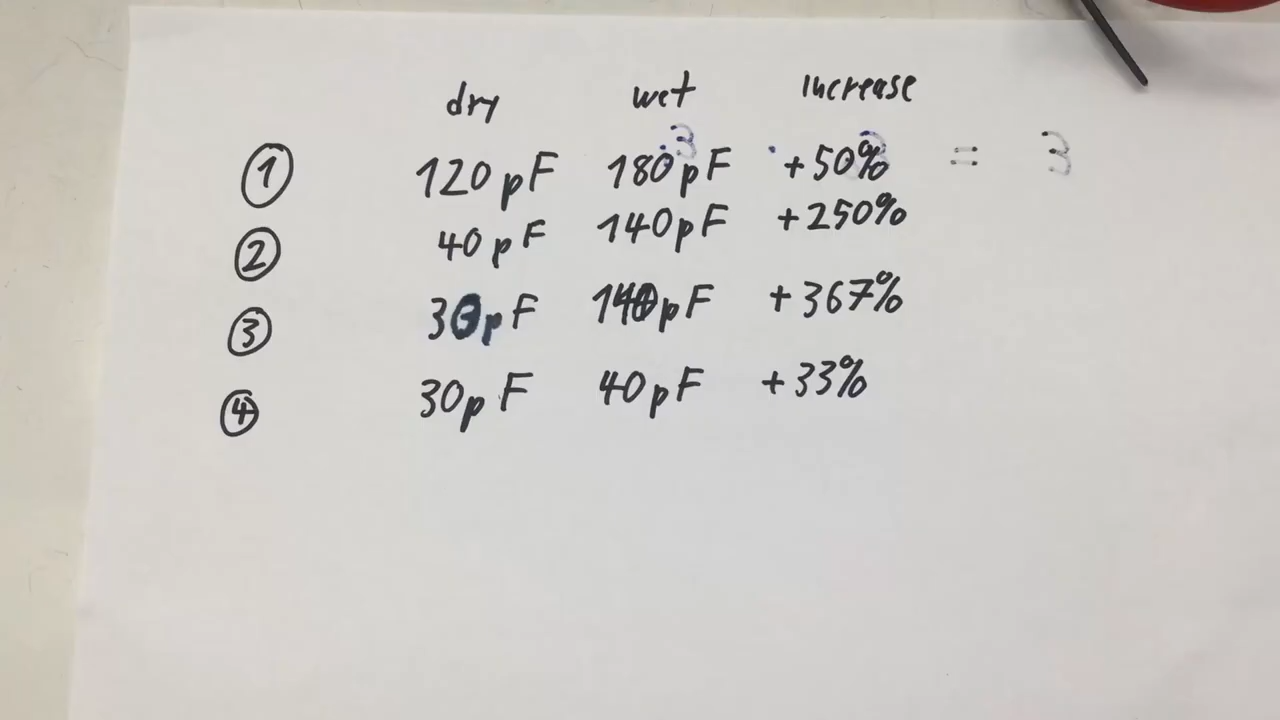 dry wet increase
① 120pF 180pF +50% = 3
② 40pF 140pF +250%
③ 30pF 140pF +367%
④ 30pF 40pF +33%